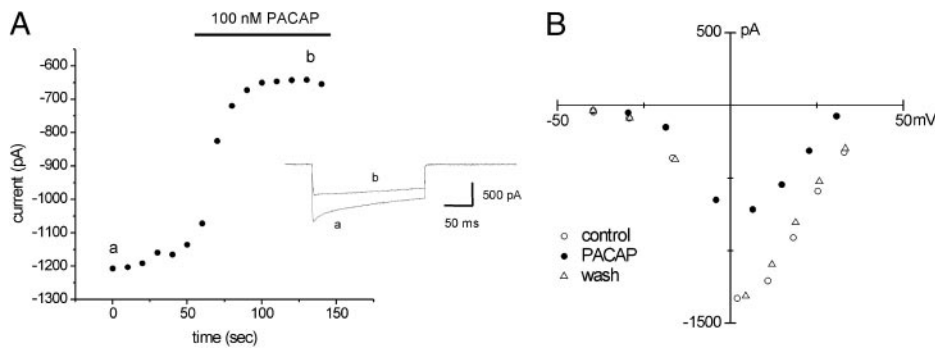 A
100 nM PACAP
-600
-700
-800
-900
-1000
-1100
-1200
-1300
current (pA)
a
b
0
50
100
150
time (sec)
b
a
500 pA
50 ms
B
500
pA
-50
50mV
-1500
control
PACAP
wash